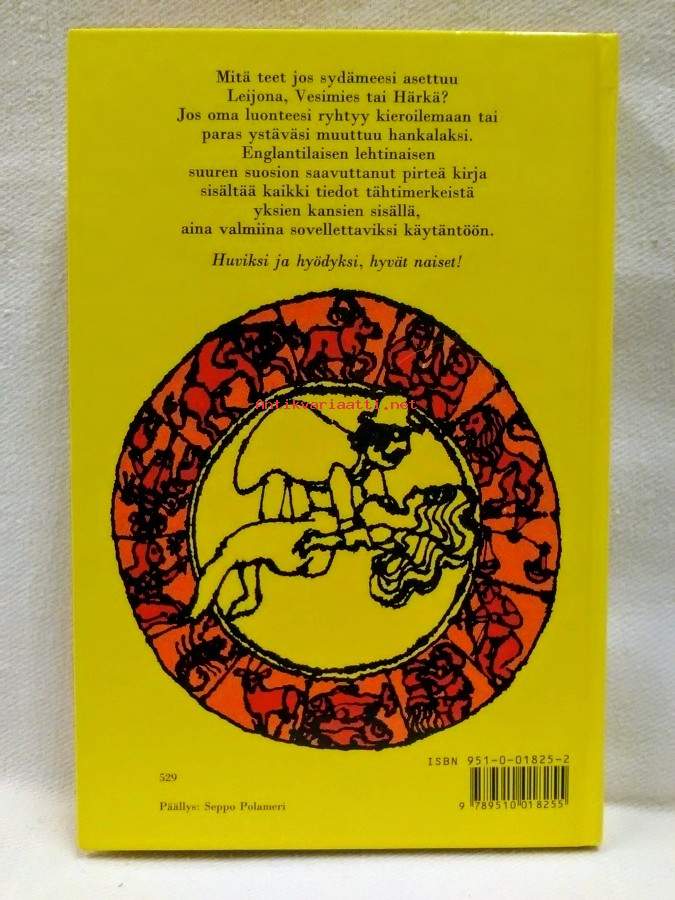 Mitä teet jos sydämeesi asettuu
Leijona, Vesimies tai Härkä?
Jos oma luonteesi ryhtyy kieroilemaan tai
paras ystäväsi muuttuu hankalaksi.
Englantilaisen lehtinaisen
suuren suosion saavuttanut pirteä kirja
sisältää kaikki tiedot tähtimerkeistä
yksien kansien sisällä,
aina valmiina sovellettaviksi käytäntöön.
Huviksi ja hyödyksi, hyvät naiset!
Antikvariaatti.net
ISBN 951-0-01825-2
529
Päällys: Seppo Polameri
9 789510 018255